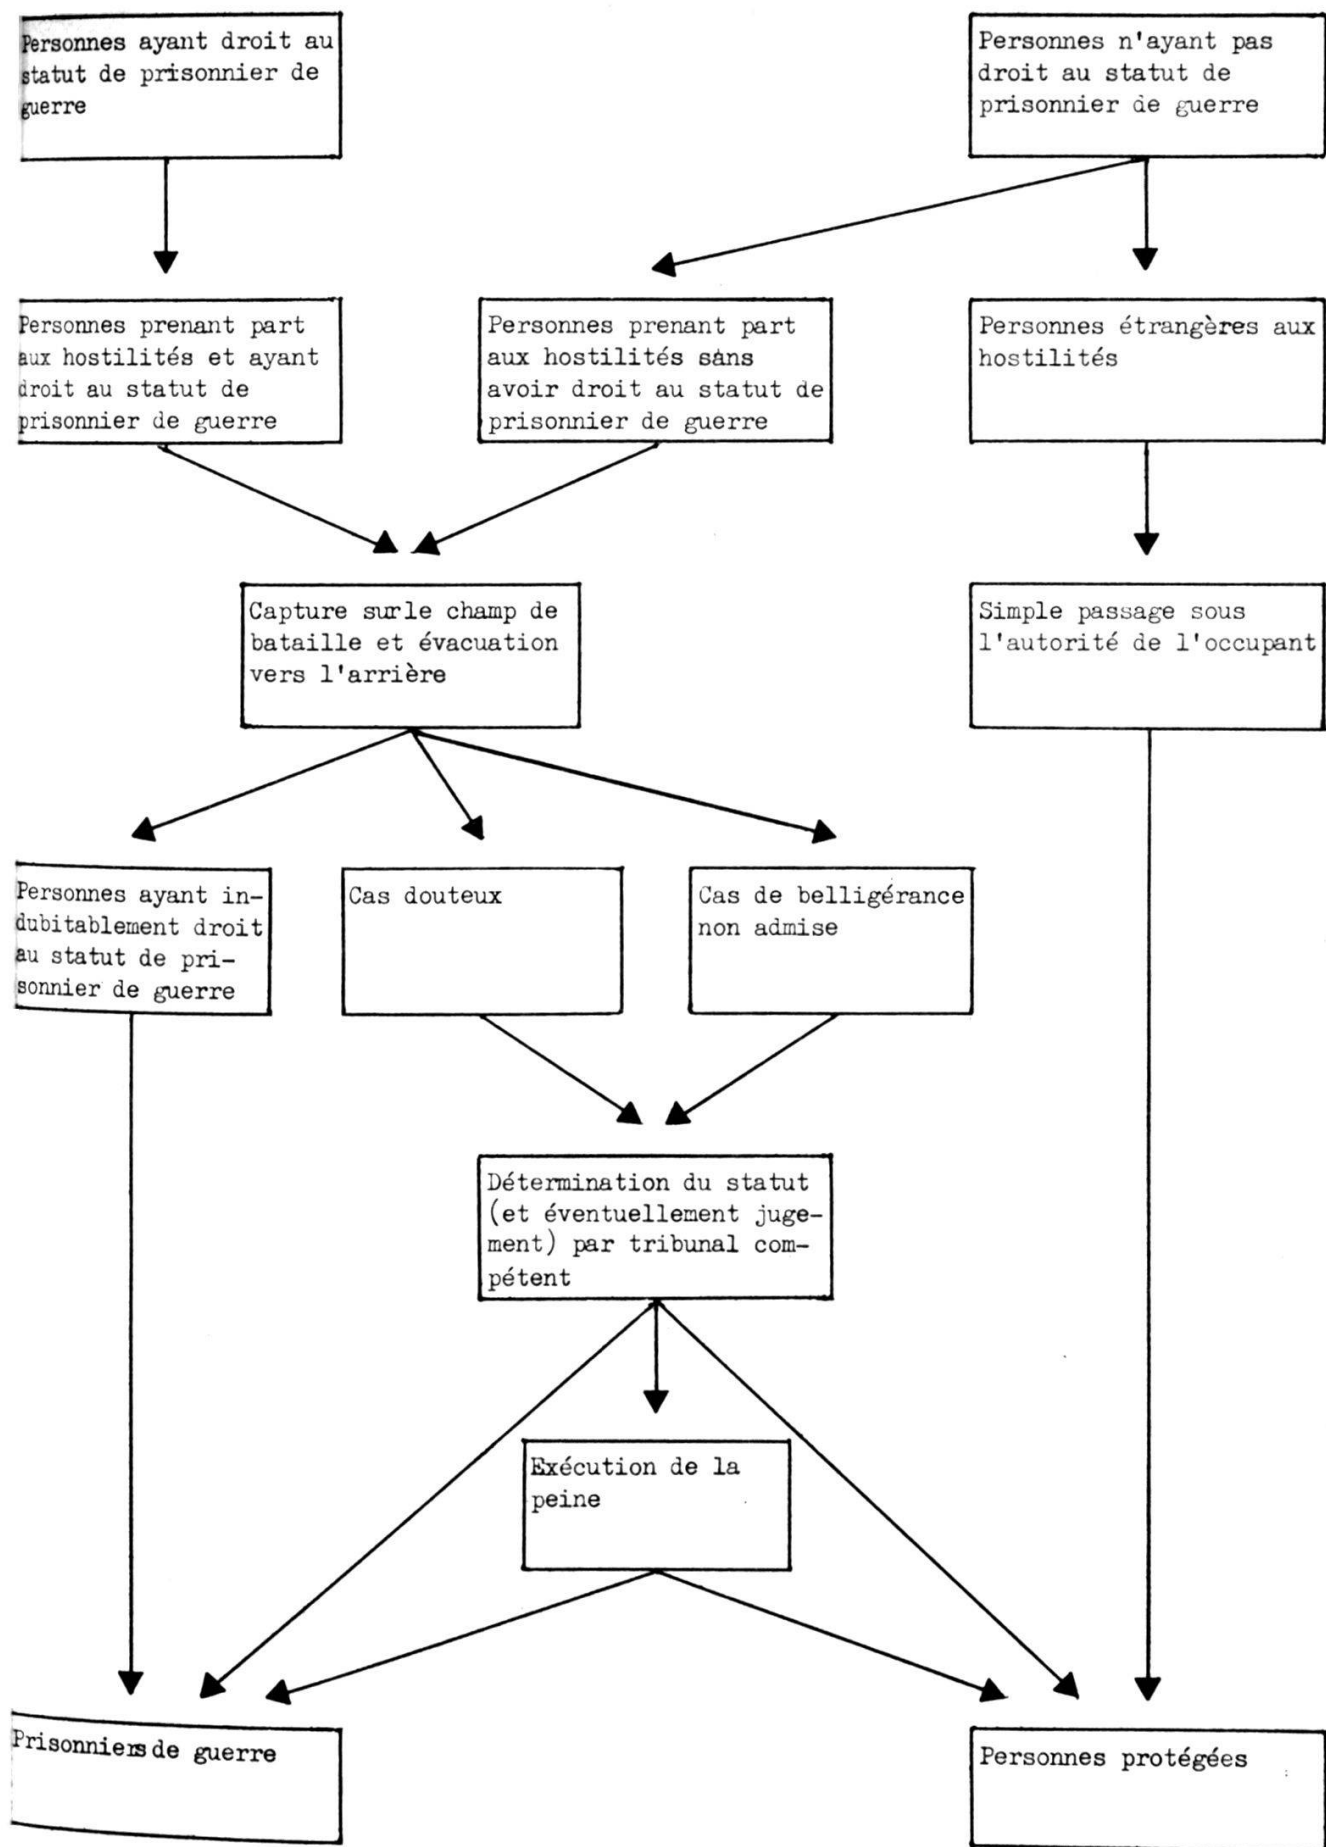 Personnes ayant droit au
statut de prisonnier de
guerre
Personnes n'ayant pas
droit au statut de
prisonnier de guerre
Personnes prenant part
aux hostilités et ayant
droit au statut de
prisonnier de guerre
Personnes prenant part
aux hostilités sans
avoir droit au statut de
prisonnier de guerre
Personnes étrangères aux
hostilités
Capture sur le champ de
bataille et évacuation
vers l'arrière
Simple passage sous
l'autorité de l'occupant
Personnes ayant in-
dubitablement droit
au statut de pri-
sonnier de guerre
Cas douteux
Cas de belligérance
non admise
Détermination du statut
(et éventuellement juge-
ment) par tribunal com-
pétent
Exécution de la
peine
Prisonniers de guerre
Personnes protégées